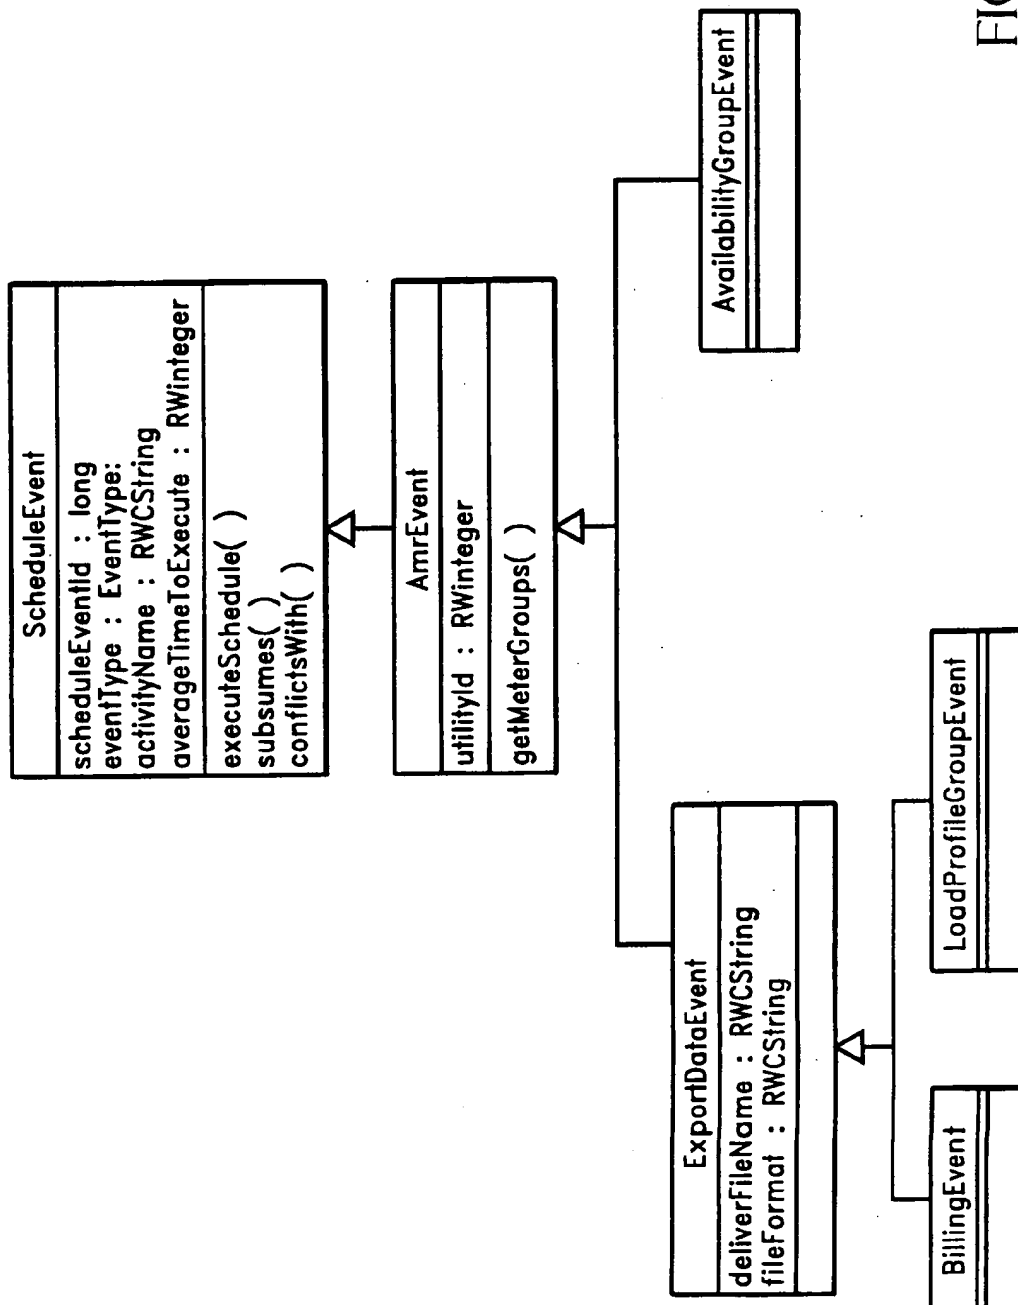 ScheduleEvent
scheduleEventId : long
eventType : EventType:
activityName : RWCString
averageTimeToExecute : RWinteger
executeSchedule( )
subsumes( )
conflictsWith( )
AmrEvent
utilityId : RWinteger
getMeterGroups( )
ExportDataEvent
deliverFileName : RWCString
fileFormat : RWCString
AvailabilityGroupEvent
BillingEvent
LoadProfileGroupEvent